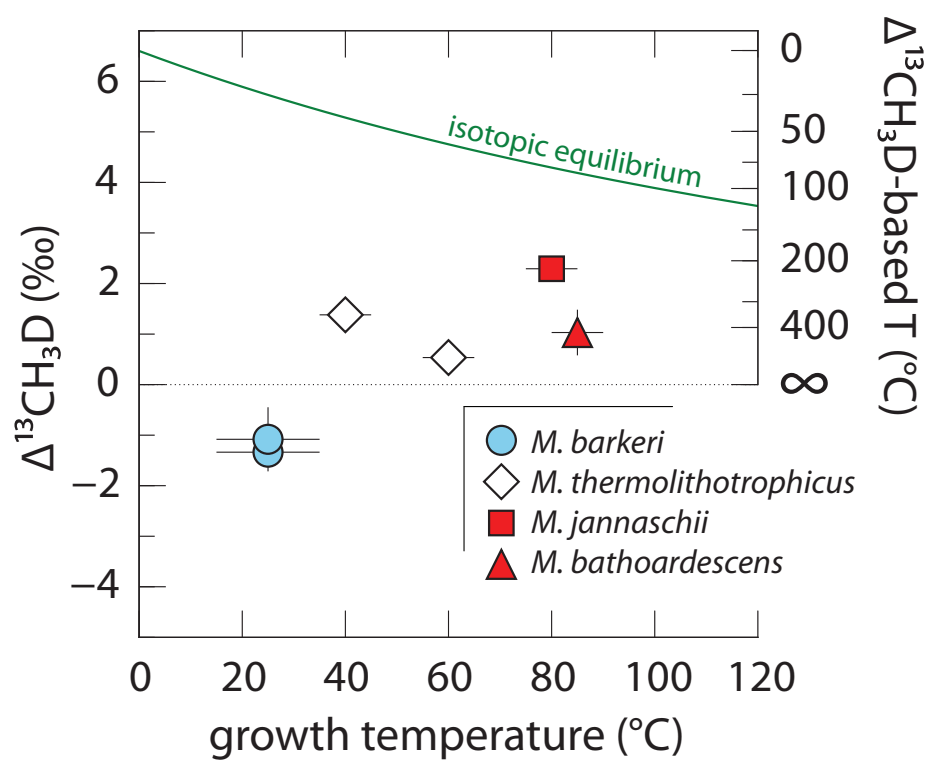 Δ¹³CH₃D (‰)
6
4
2
0
−2
−4
isotopic equilibrium
0
50
100
200
400
∞
Δ¹³CH₃D-based T (°C)
M. barkeri
M. thermolithotrophicus
M. jannaschii
M. bathoardescens
0 20 40 60 80 100 120
growth temperature (°C)